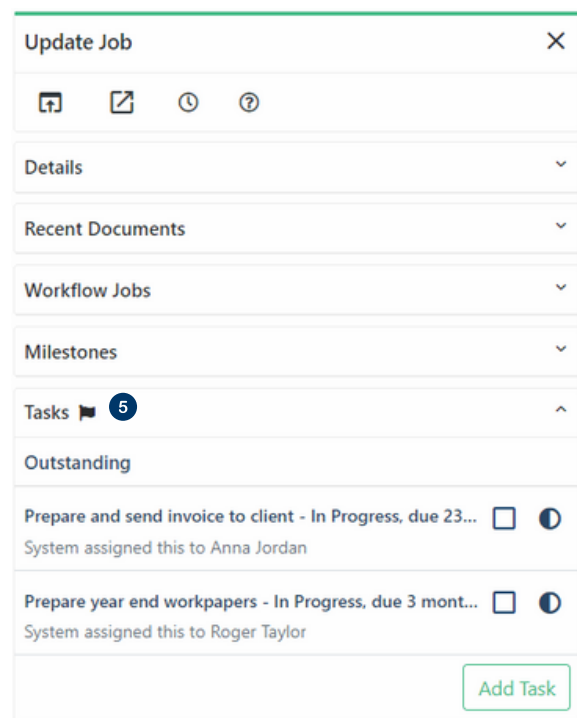 Update Job
Details
Recent Documents
Workflow Jobs
Milestones
Tasks 5
Outstanding
Prepare and send invoice to client - In Progress, due 23...
System assigned this to Anna Jordan
Prepare year end workpapers - In Progress, due 3 mont...
System assigned this to Roger Taylor
Add Task